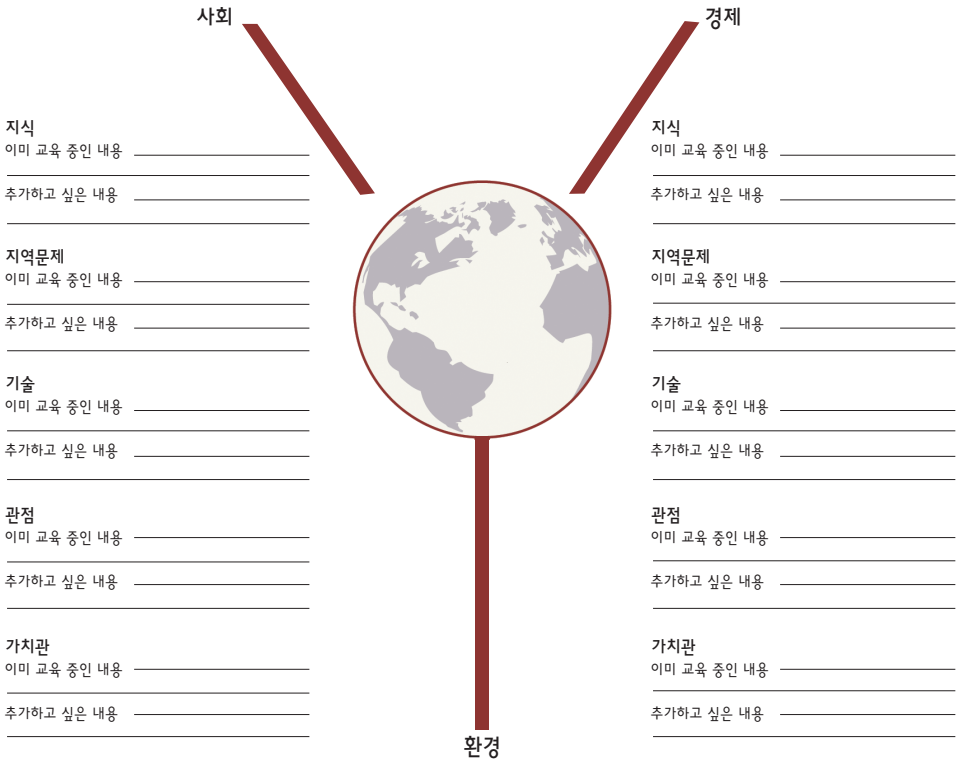 사회
경제
지식
이미 교육 중인 내용
추가하고 싶은 내용
지역문제
이미 교육 중인 내용
추가하고 싶은 내용
기술
이미 교육 중인 내용
추가하고 싶은 내용
관점
이미 교육 중인 내용
추가하고 싶은 내용
가치관
이미 교육 중인 내용
추가하고 싶은 내용
지식
이미 교육 중인 내용
추가하고 싶은 내용
지역문제
이미 교육 중인 내용
추가하고 싶은 내용
기술
이미 교육 중인 내용
추가하고 싶은 내용
관점
이미 교육 중인 내용
추가하고 싶은 내용
가치관
이미 교육 중인 내용
추가하고 싶은 내용
환경